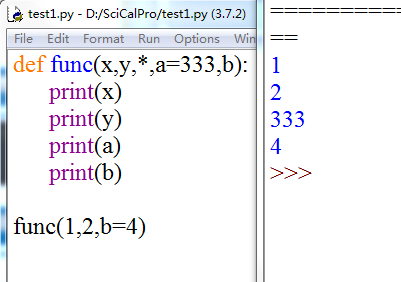 test1.py - D:/SciCalPro/test1.py (3.7.2)
File Edit Format Run Options Win
def func(x,y,*,a=333,b):
print(x)
print(y)
print(a)
print(b)
func(1,2,b=4)
==========
==
1
2
333
4
>>>